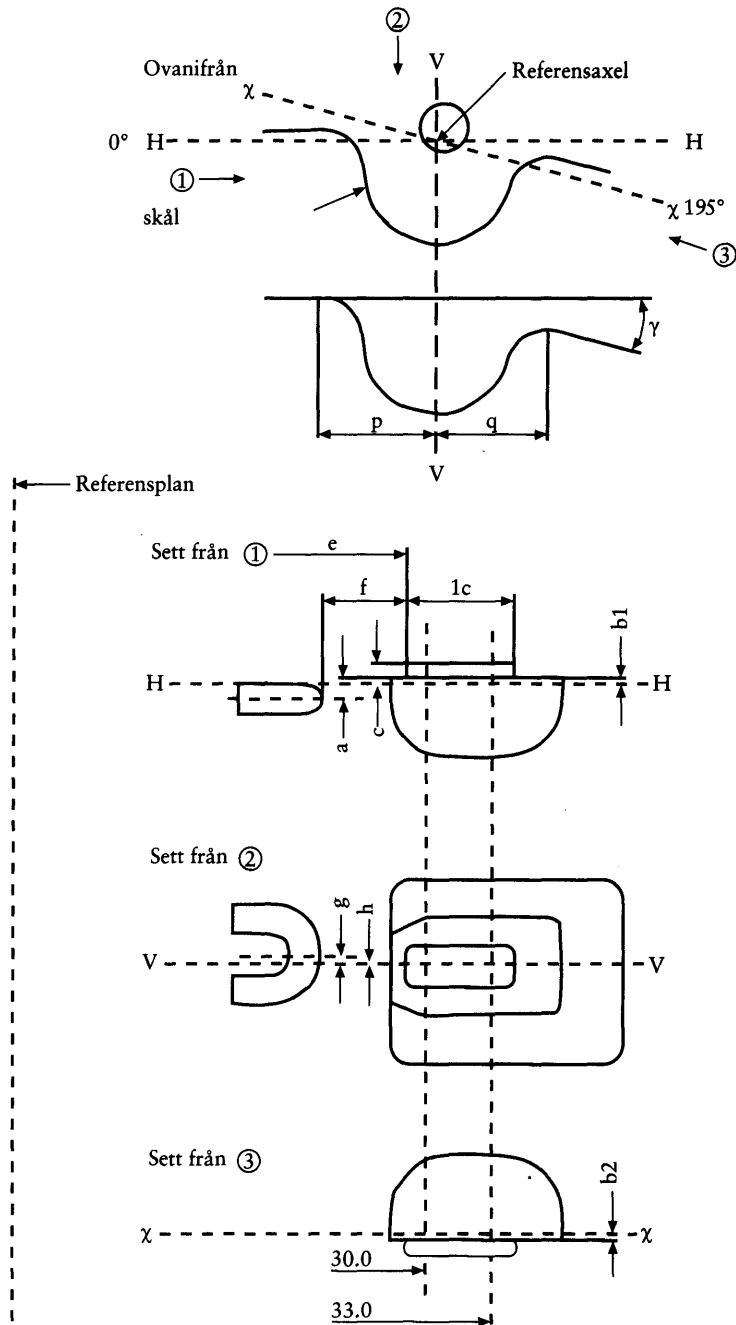 ②
V
Ovanifrån
Referensaxel
χ
0° H
H
①
skål
χ 195°
③
γ
p
q
V
Referensplan
Sett från ①
e
f
1c
b1
H
H
a
c
Sett från ②
g
h
V
V
Sett från ③
b2
χ
χ
30.0
33.0